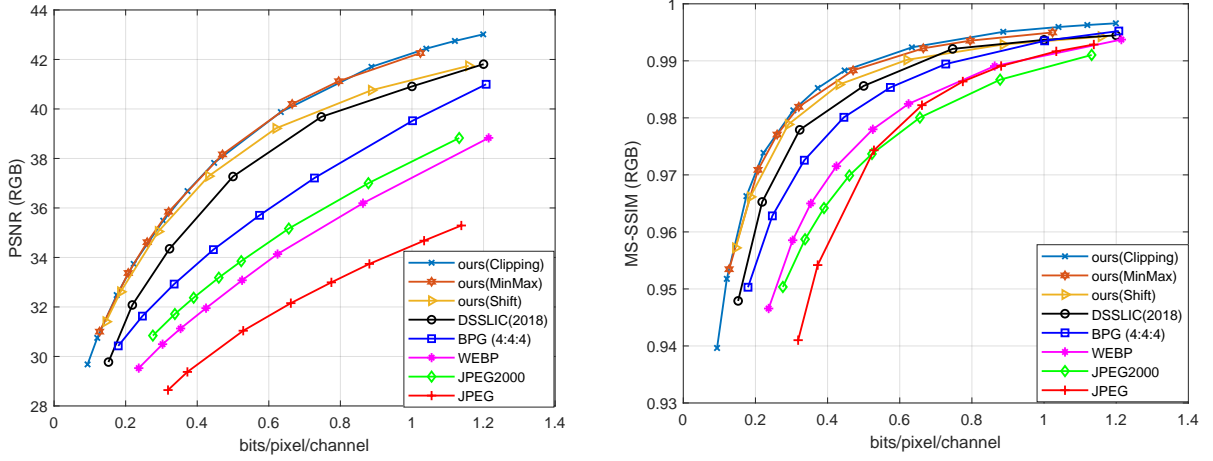 44
42
40
38
36
34
32
30
28
PSNR (RGB)
0
0.2
0.4
0.6
0.8
1
1.2
1.4
bits/pixel/channel
ours(Clipping)
ours(MinMax)
ours(Shift)
DSSLIC(2018)
BPG (4:4:4)
WEBP
JPEG2000
JPEG
1
0.99
0.98
0.97
0.96
0.95
0.94
0.93
MS-SSIM (RGB)
0
0.2
0.4
0.6
0.8
1
1.2
1.4
bits/pixel/channel
ours(Clipping)
ours(MinMax)
ours(Shift)
DSSLIC(2018)
BPG (4:4:4)
WEBP
JPEG2000
JPEG